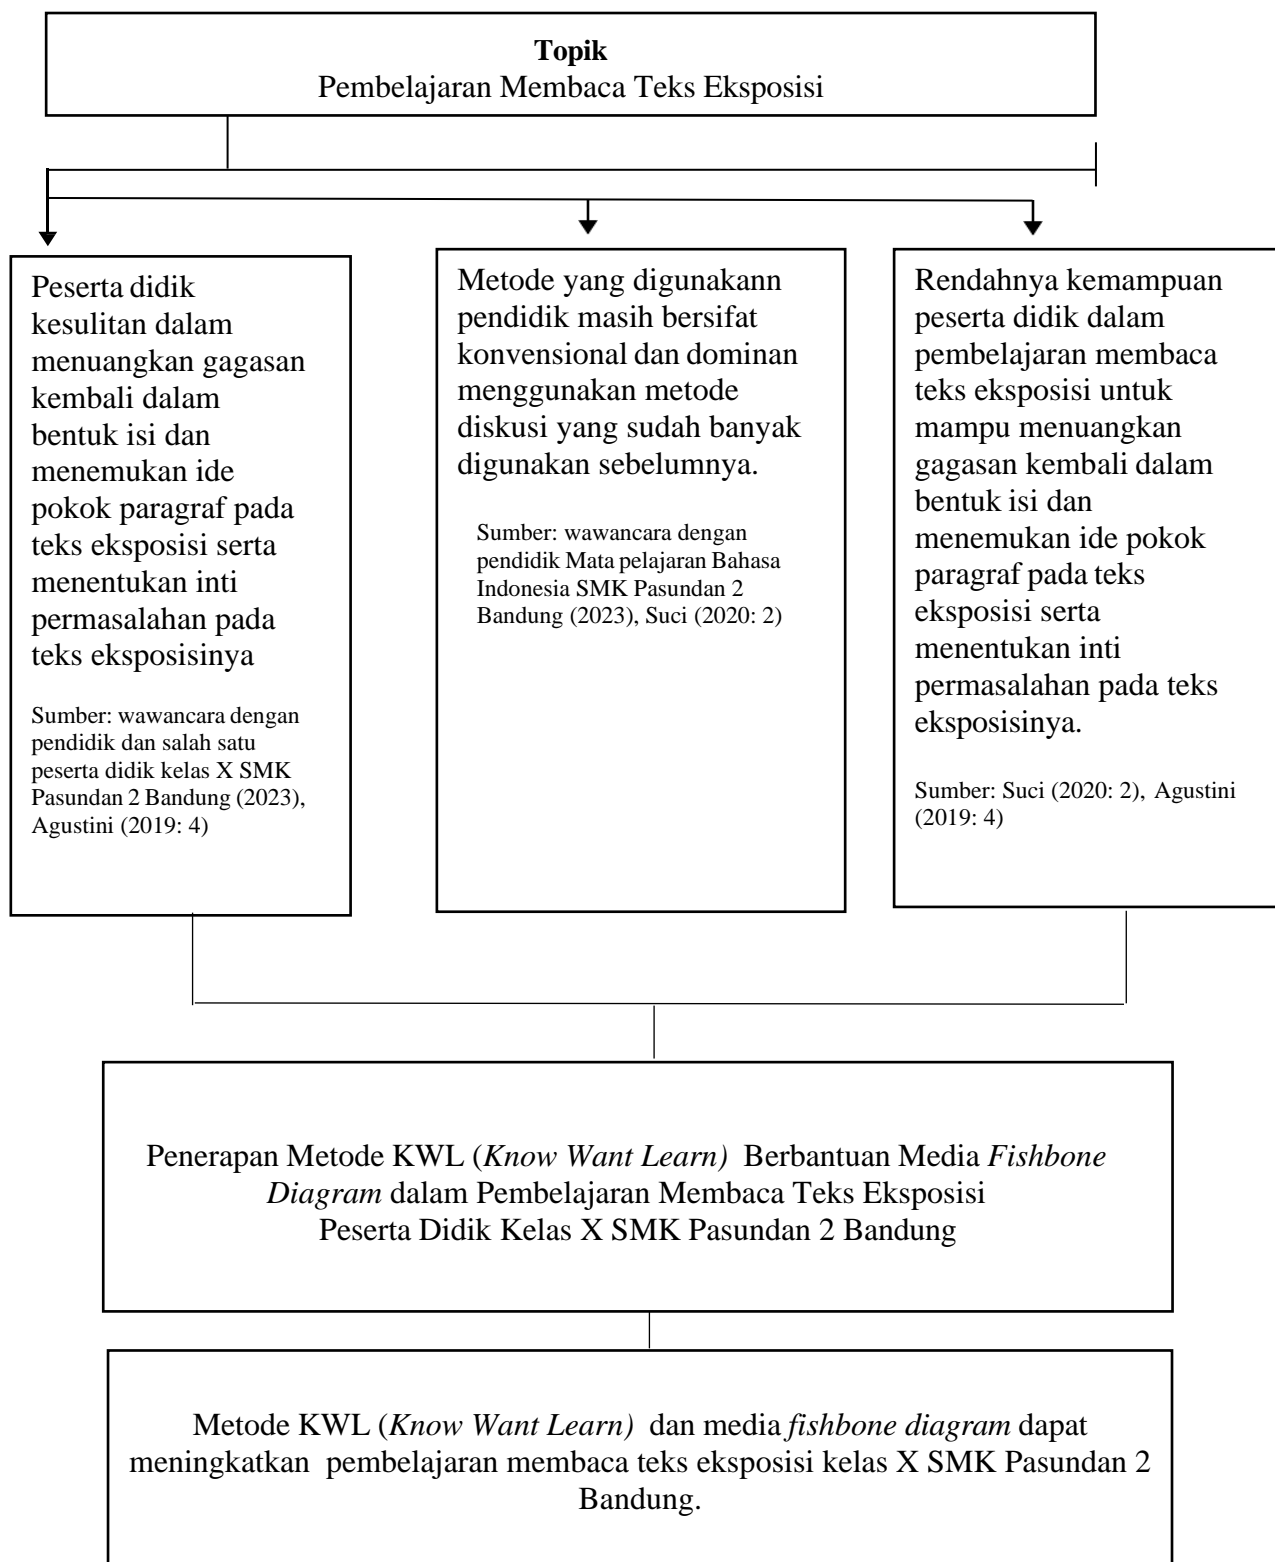 Topik
Pembelajaran Membaca Teks Eksposisi
Peserta didik
kesulitan dalam
menuangkan gagasan
kembali dalam
bentuk isi dan
menemukan ide
pokok paragraf pada
teks eksposisi serta
menentukan inti
permasalahan pada
teks eksposisinya
Sumber: wawancara dengan
pendidik dan salah satu
peserta didik kelas X SMK
Pasundan 2 Bandung (2023),
Agustini (2019: 4)
Metode yang digunakann
pendidik masih bersifat
konvensional dan dominan
menggunakan metode
diskusi yang sudah banyak
digunakan sebelumnya.
Sumber: wawancara dengan
pendidik Mata pelajaran Bahasa
Indonesia SMK Pasundan 2
Bandung (2023), Suci (2020: 2)
Rendahnya kemampuan
peserta didik dalam
pembelajaran membaca
teks eksposisi untuk
mampu menuangkan
gagasan kembali dalam
bentuk isi dan
menemukan ide pokok
paragraf pada teks
eksposisi serta
menentukan inti
permasalahan pada teks
eksposisinya.
Sumber: Suci (2020: 2), Agustini
(2019: 4)
Penerapan Metode KWL (Know Want Learn) Berbantuan Media Fishbone
Diagram dalam Pembelajaran Membaca Teks Eksposisi
Peserta Didik Kelas X SMK Pasundan 2 Bandung
Metode KWL (Know Want Learn) dan media fishbone diagram dapat
meningkatkan pembelajaran membaca teks eksposisi kelas X SMK Pasundan 2
Bandung.